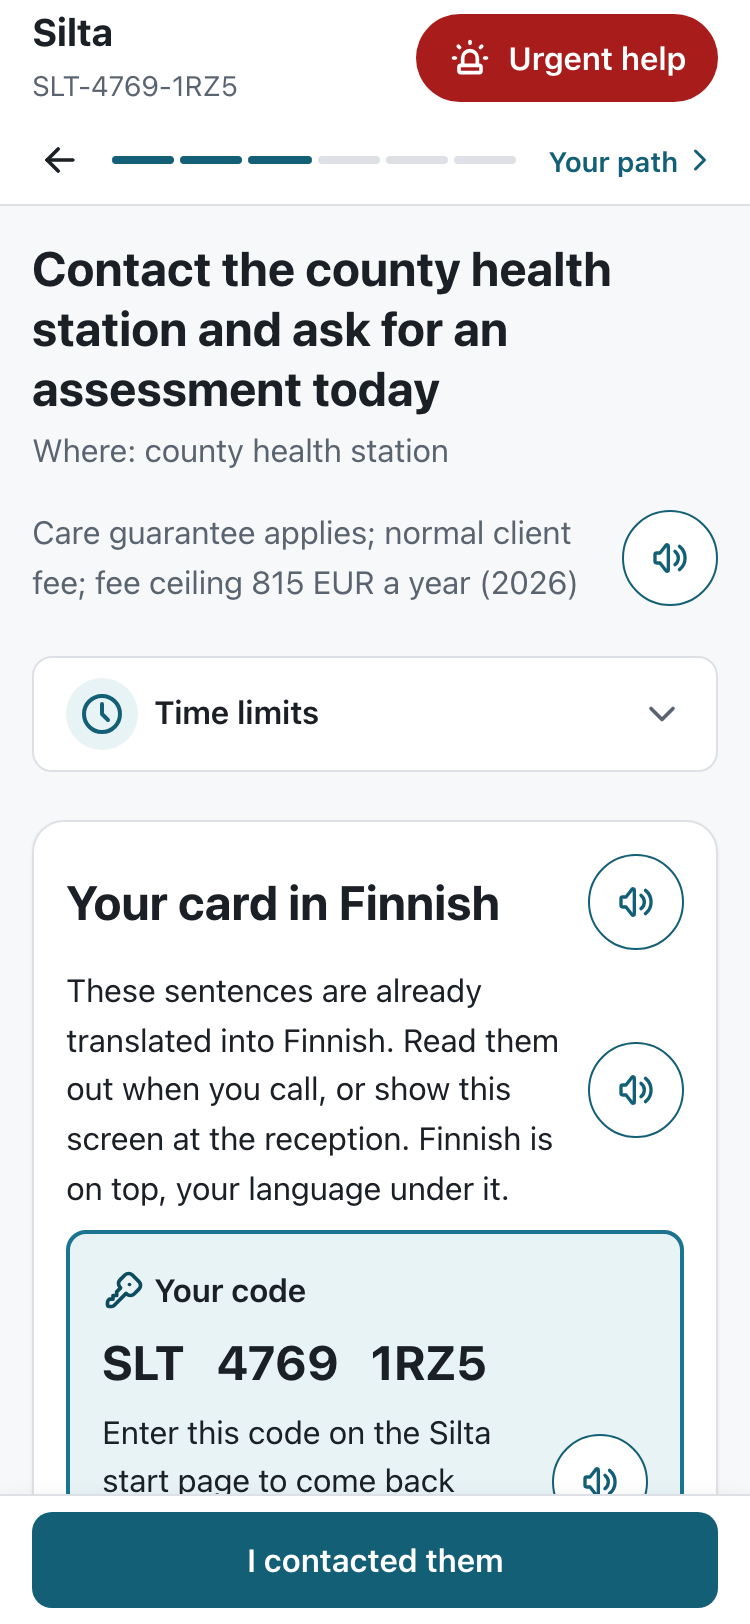 Silta
SLT-4769-1RZ5
Urgent help
Your path
Contact the county health
station and ask for an
assessment today
Where: county health station
Care guarantee applies; normal client
fee; fee ceiling 815 EUR a year (2026)
Time limits
Your card in Finnish
These sentences are already
translated into Finnish. Read them
out when you call, or show this
screen at the reception. Finnish is
on top, your language under it.
Your code
SLT 4769 1RZ5
Enter this code on the Silta
start page to come back
I contacted them